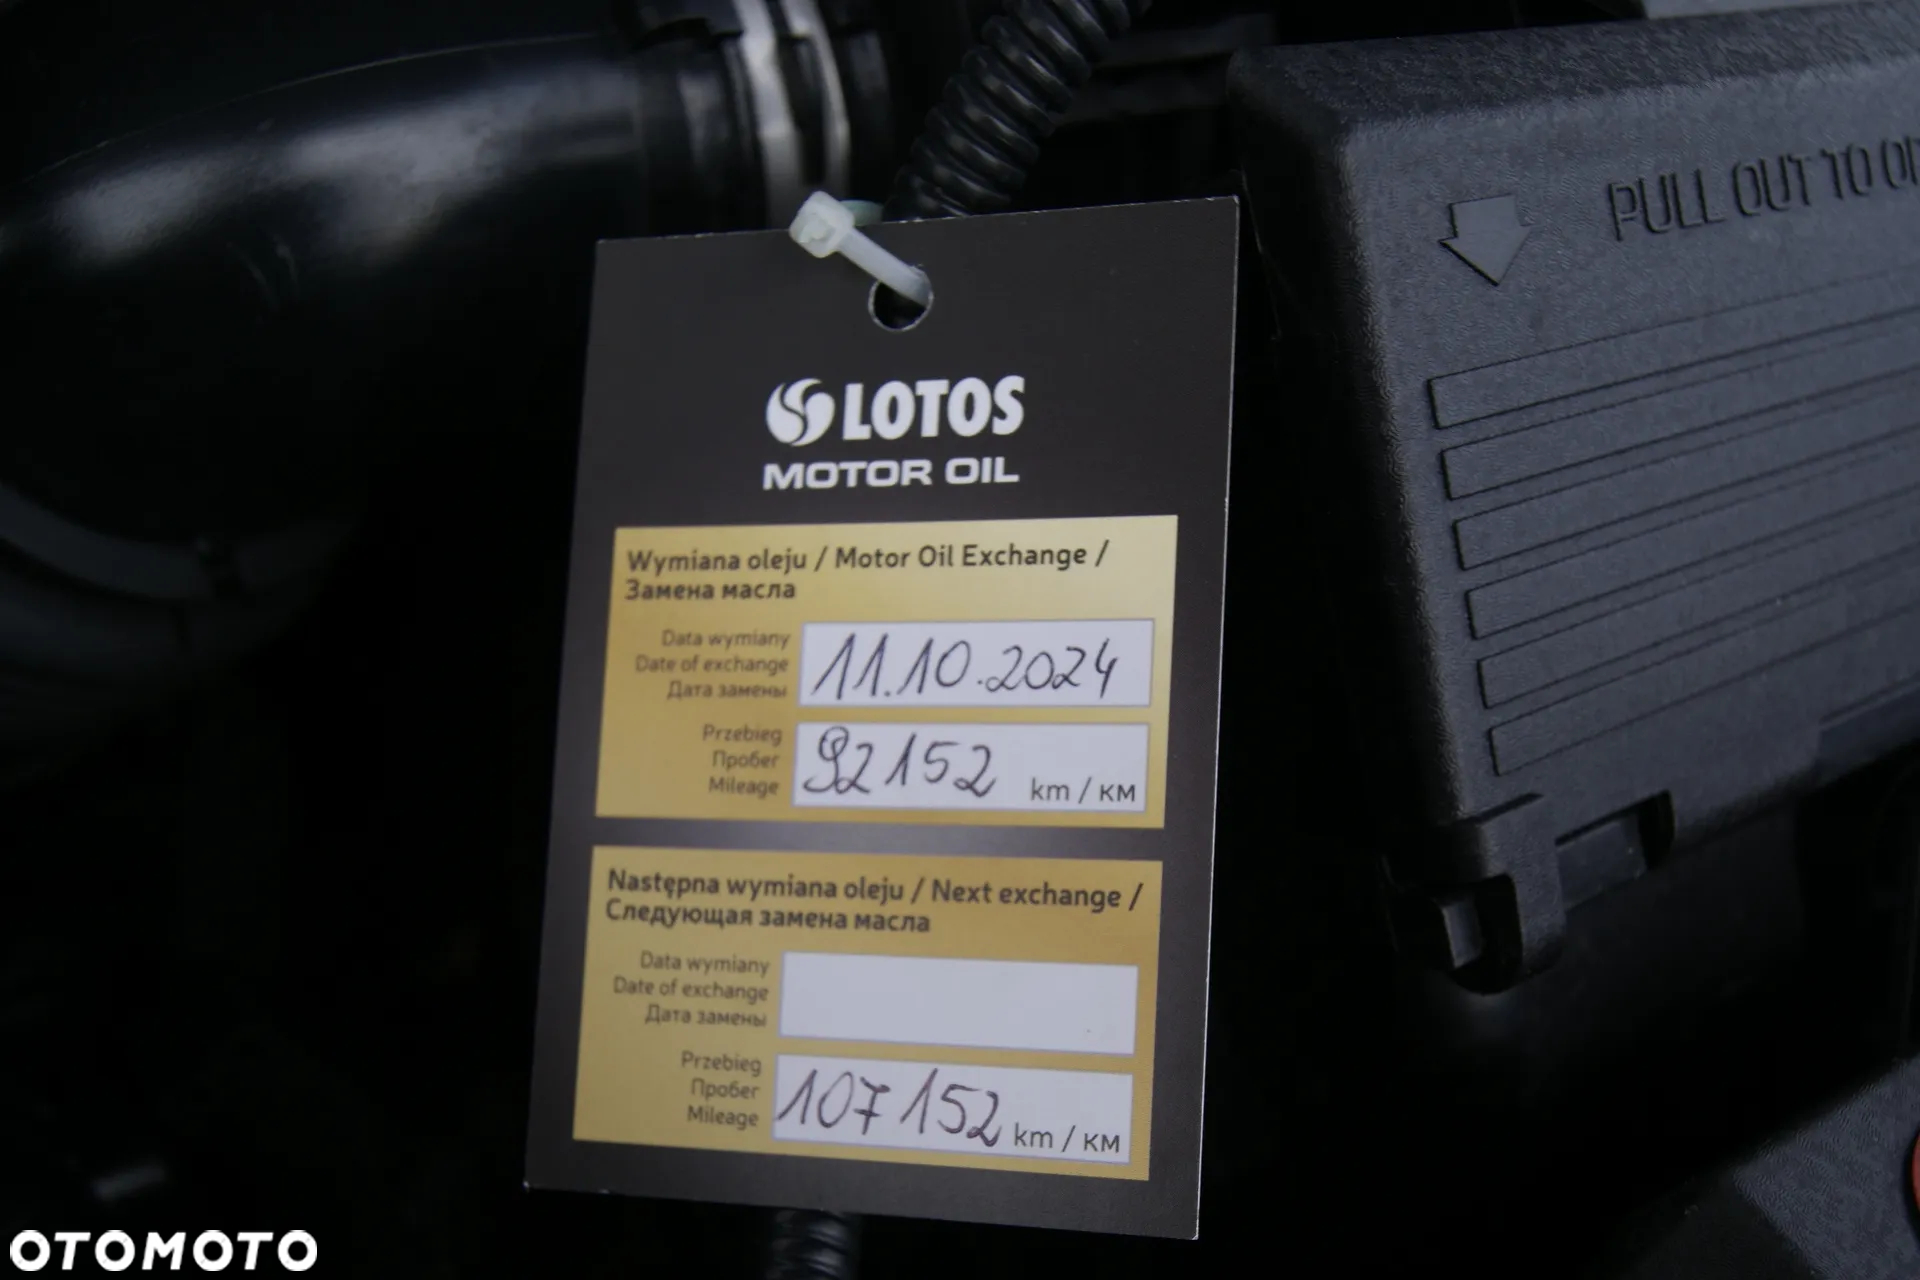 PULL OUT TO
LOTOS
MOTOR OIL
Wymiana oleju / Motor Oil Exchange /
Замена масла
Data wymiany
Date of exchange
Дата замены
11.10.2024
Przebieg
Пробег
Mileage
92152
km / км
Następna wymiana oleju / Next exchange /
Следующая замена масла
Data wymiany
Date of exchange
Дата замены
Przebieg
Пробег
Mileage
107152
km / км
OTOMOTO